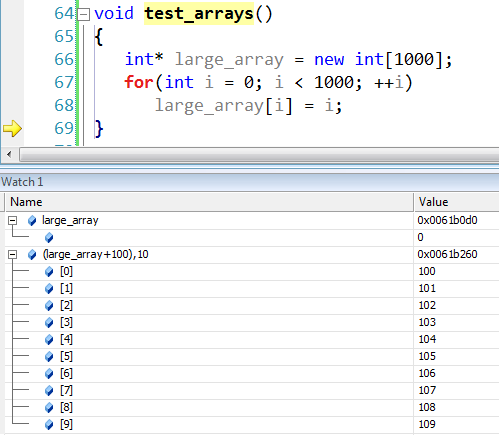 64 void test_arrays()
65 {
66 int* large_array = new int[1000];
67 for(int i = 0; i < 1000; ++i)
68 large_array[i] = i;
69 }
Watch 1
Name Value
large_array 0x0061b0d0
0
(large_array+100),10 0x0061b260
[0] 100
[1] 101
[2] 102
[3] 103
[4] 104
[5] 105
[6] 106
[7] 107
[8] 108
[9] 109